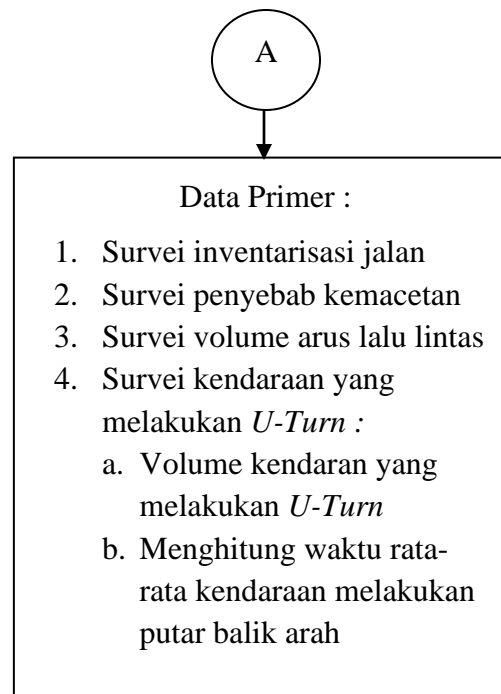 A
Data Primer :
1. Survei inventarisasi jalan
2. Survei penyebab kemacetan
3. Survei volume arus lalu lintas
4. Survei kendaraan yang
melakukan U-Turn :
a. Volume kendaran yang
melakukan U-Turn
b. Menghitung waktu rata-
rata kendaraan melakukan
putar balik arah